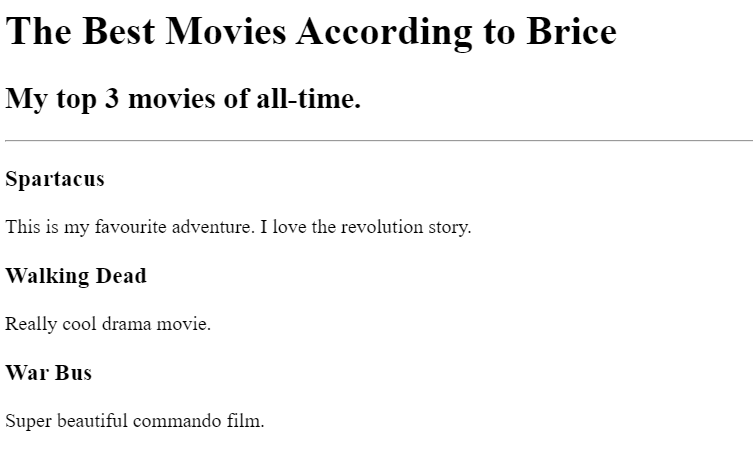 The Best Movies According to Brice
My top 3 movies of all-time.
Spartacus
This is my favourite adventure. I love the revolution story.
Walking Dead
Really cool drama movie.
War Bus
Super beautiful commando film.